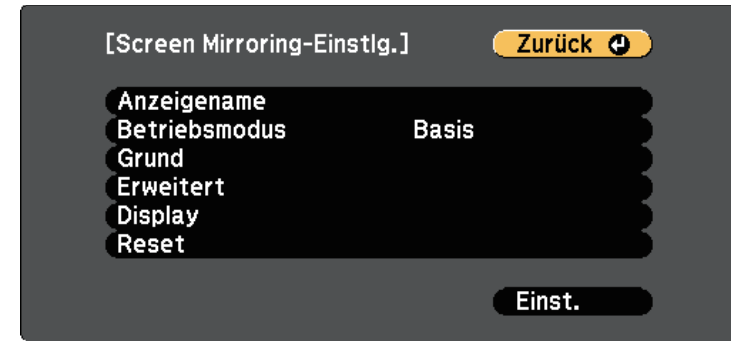 [Screen Mirroring-Einstlg.] Zurück
Anzeigename
Betriebsmodus Basis
Grund
Erweitert
Display
Reset
Einst.